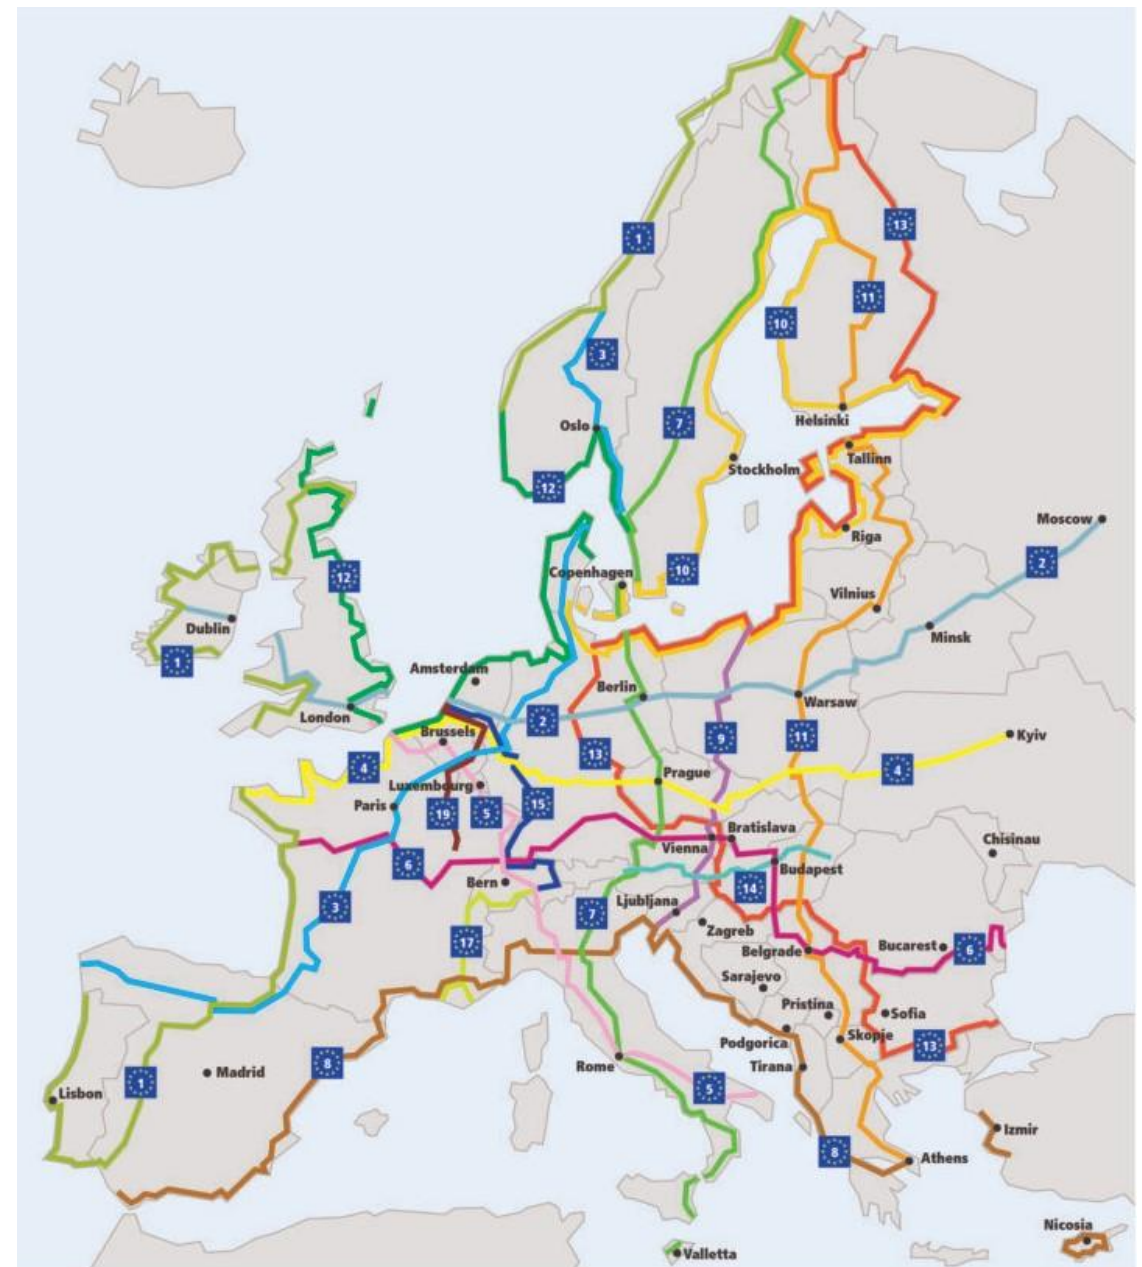 1
13
11
10
3
7
Oslo
Helsinki
Tallinn
Stockholm
12
Moscow
Riga
2
10
Copenhagen
12
Vilnius
Dublin
Minsk
1
Amsterdam
Berlin
Warsaw
London
2
Brussels
9
11
Kyiv
13
4
4
Prague
Luxembourg
Paris
15
19
5
Bratislava
Vienna
Chisinau
6
Budapest
Bern
14
3
7
Ljubljana
Zagreb
17
Belgrade
Bucarest
6
Sarajevo
Pristina
Sofia
Skopje
Podgorica
13
8
Rome
Tirana
Madrid
1
5
Lisbon
Izmir
8
Athens
Nicosia
Valletta